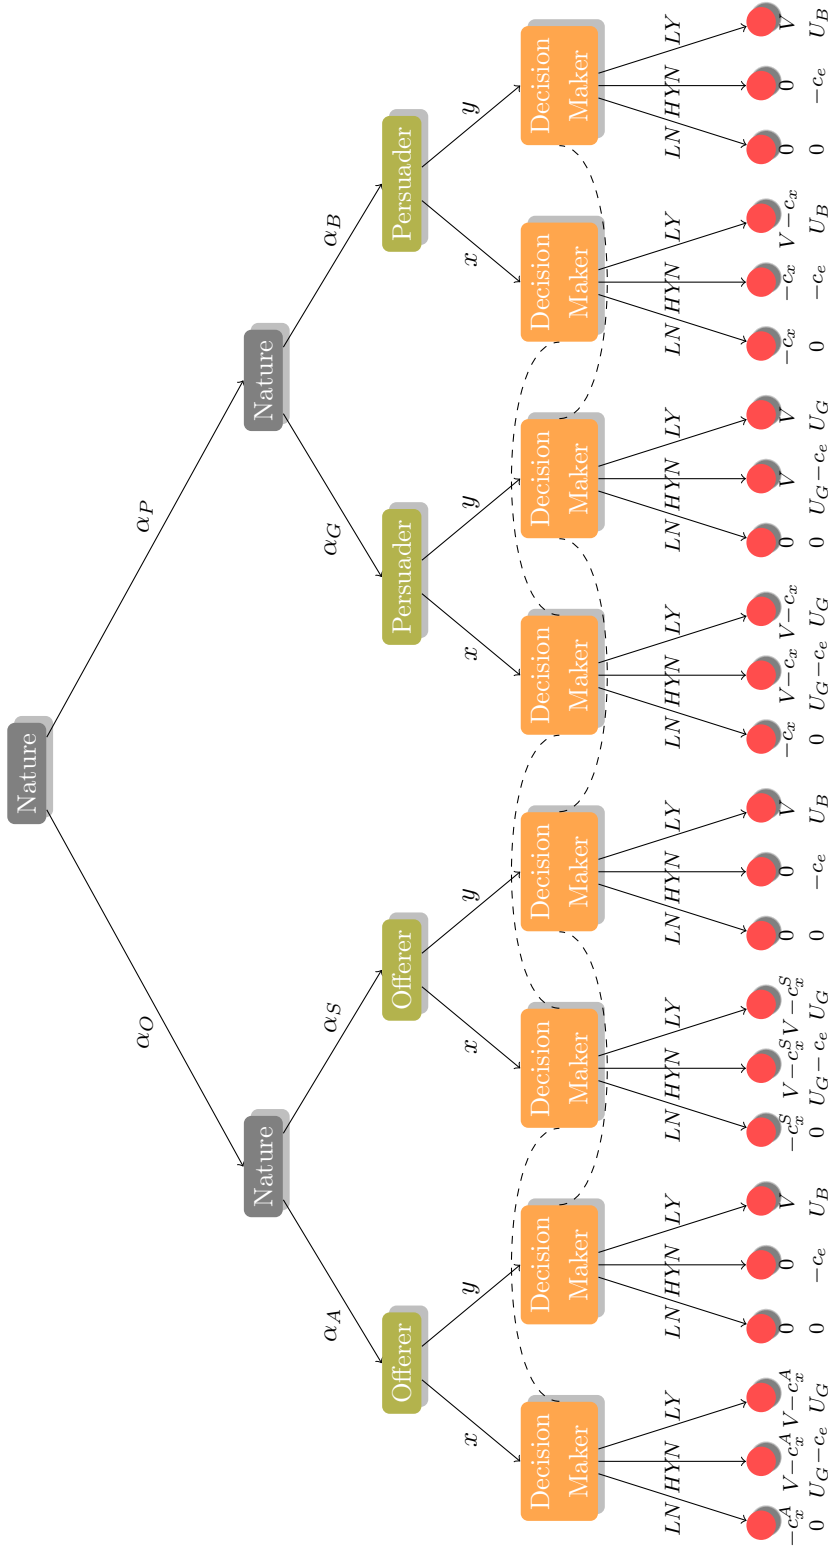 Nature
α_O α_P
Nature Nature
α_A α_S α_G α_B
Offerer Offerer Persuader Persuader
x y x y x y x y
Decision Decision Decision Decision Decision Decision Decision Decision
Maker Maker Maker Maker Maker Maker Maker Maker
LN HYN LY LN HYN LY LN HYN LY LN HYN LY LN HYN LY LN HYN LY LN HYN LY LN HYN LY
−c_x^A V−c_x^A V−c_x^A 0 0 V −c_x^S V−c_x^S V−c_x^S 0 0 V −c_x V−c_x V−c_x 0 V V −c_x −c_x V−c_x 0 0 V
0 U_G−c_e U_G 0 −c_e U_B 0 U_G−c_e U_G 0 −c_e U_B 0 U_G−c_e U_G 0 U_G−c_e U_G 0 −c_e U_B 0 −c_e U_B